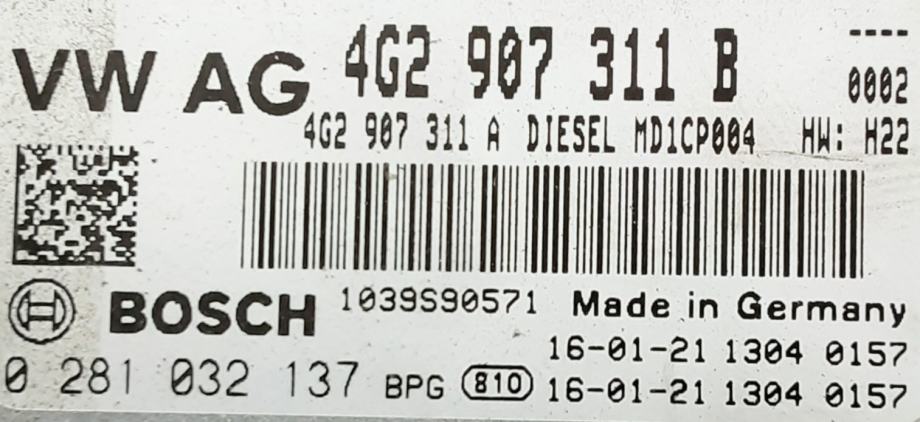 VW AG 4G2 907 311 B ----
0002
4G2 907 311 A DIESEL MD1CP004 HW: H22
BOSCH 1039S90571 Made in Germany
16-01-21 1304 0157
0 281 032 137 BPG 810 16-01-21 1304 0157